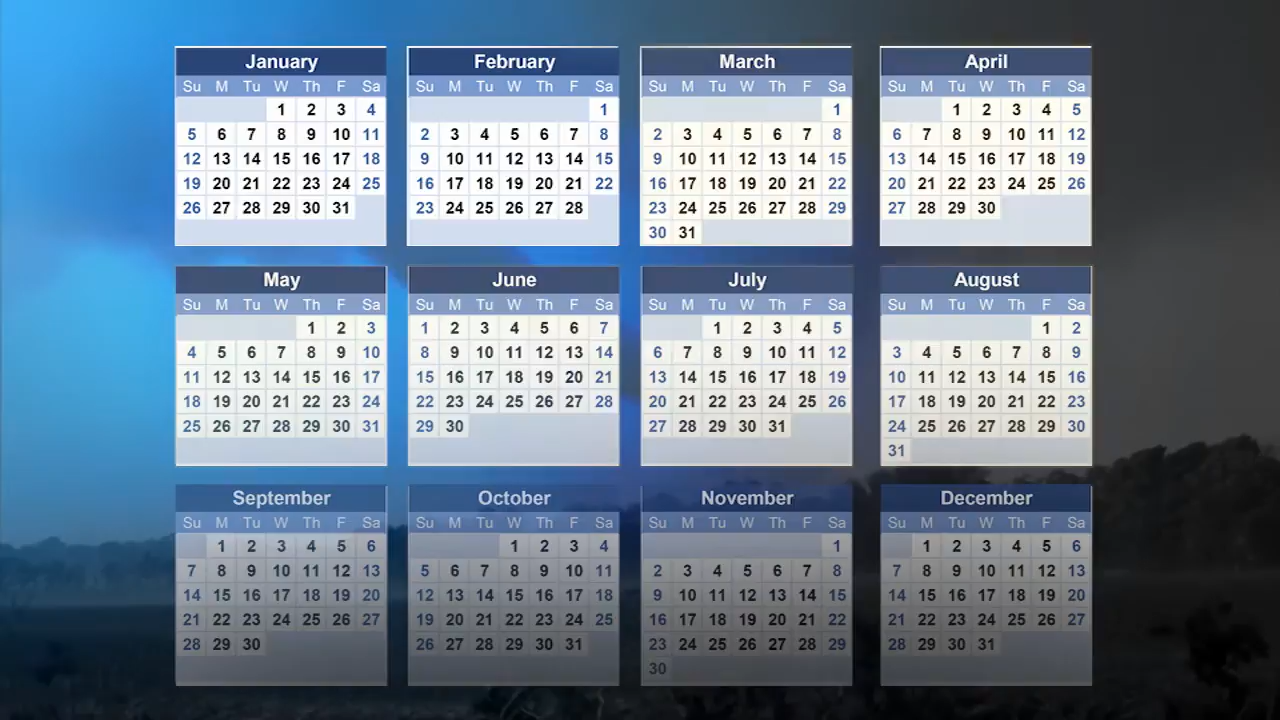 January
Su M Tu W Th F Sa
1 2 3 4
5 6 7 8 9 10 11
12 13 14 15 16 17 18
19 20 21 22 23 24 25
26 27 28 29 30 31
February
Su M Tu W Th F Sa
1
2 3 4 5 6 7 8
9 10 11 12 13 14 15
16 17 18 19 20 21 22
23 24 25 26 27 28
March
Su M Tu W Th F Sa
1
2 3 4 5 6 7 8
9 10 11 12 13 14 15
16 17 18 19 20 21 22
23 24 25 26 27 28 29
30 31
April
Su M Tu W Th F Sa
1 2 3 4 5
6 7 8 9 10 11 12
13 14 15 16 17 18 19
20 21 22 23 24 25 26
27 28 29 30
May
Su M Tu W Th F Sa
1 2 3
4 5 6 7 8 9 10
11 12 13 14 15 16 17
18 19 20 21 22 23 24
25 26 27 28 29 30 31
June
Su M Tu W Th F Sa
1 2 3 4 5 6 7
8 9 10 11 12 13 14
15 16 17 18 19 20 21
22 23 24 25 26 27 28
29 30
July
Su M Tu W Th F Sa
1 2 3 4 5
6 7 8 9 10 11 12
13 14 15 16 17 18 19
20 21 22 23 24 25 26
27 28 29 30 31
August
Su M Tu W Th F Sa
1 2
3 4 5 6 7 8 9
10 11 12 13 14 15 16
17 18 19 20 21 22 23
24 25 26 27 28 29 30
31
September
Su M Tu W Th F Sa
1 2 3 4 5 6
7 8 9 10 11 12 13
14 15 16 17 18 19 20
21 22 23 24 25 26 27
28 29 30
October
Su M Tu W Th F Sa
1 2 3 4
5 6 7 8 9 10 11
12 13 14 15 16 17 18
19 20 21 22 23 24 25
26 27 28 29 30 31
November
Su M Tu W Th F Sa
1
2 3 4 5 6 7 8
9 10 11 12 13 14 15
16 17 18 19 20 21 22
23 24 25 26 27 28 29
30
December
Su M Tu W Th F Sa
1 2 3 4 5 6
7 8 9 10 11 12 13
14 15 16 17 18 19 20
21 22 23 24 25 26 27
28 29 30 31